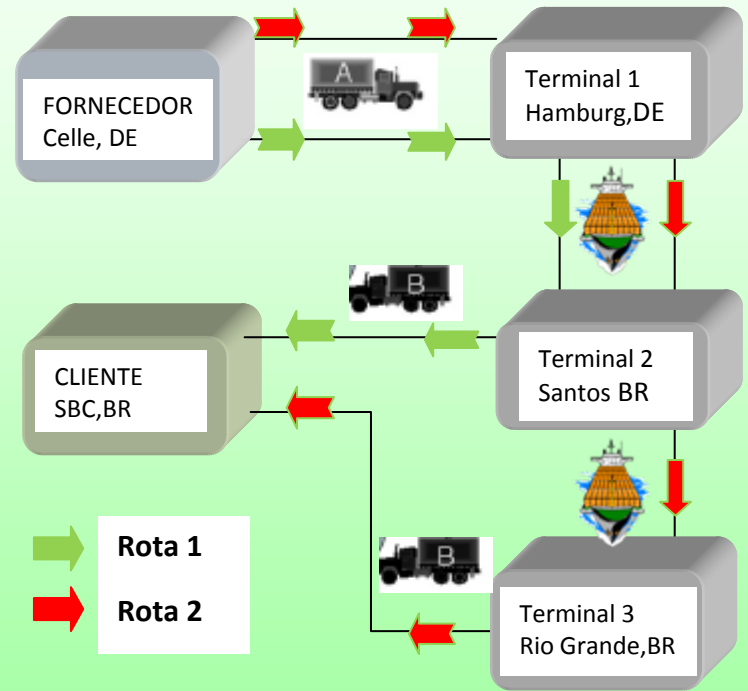 FORNECEDOR
Celle, DE
A
Terminal 1
Hamburg,DE
B
CLIENTE
SBC,BR
Terminal 2
Santos BR
Rota 1
Rota 2
B
Terminal 3
Rio Grande,BR